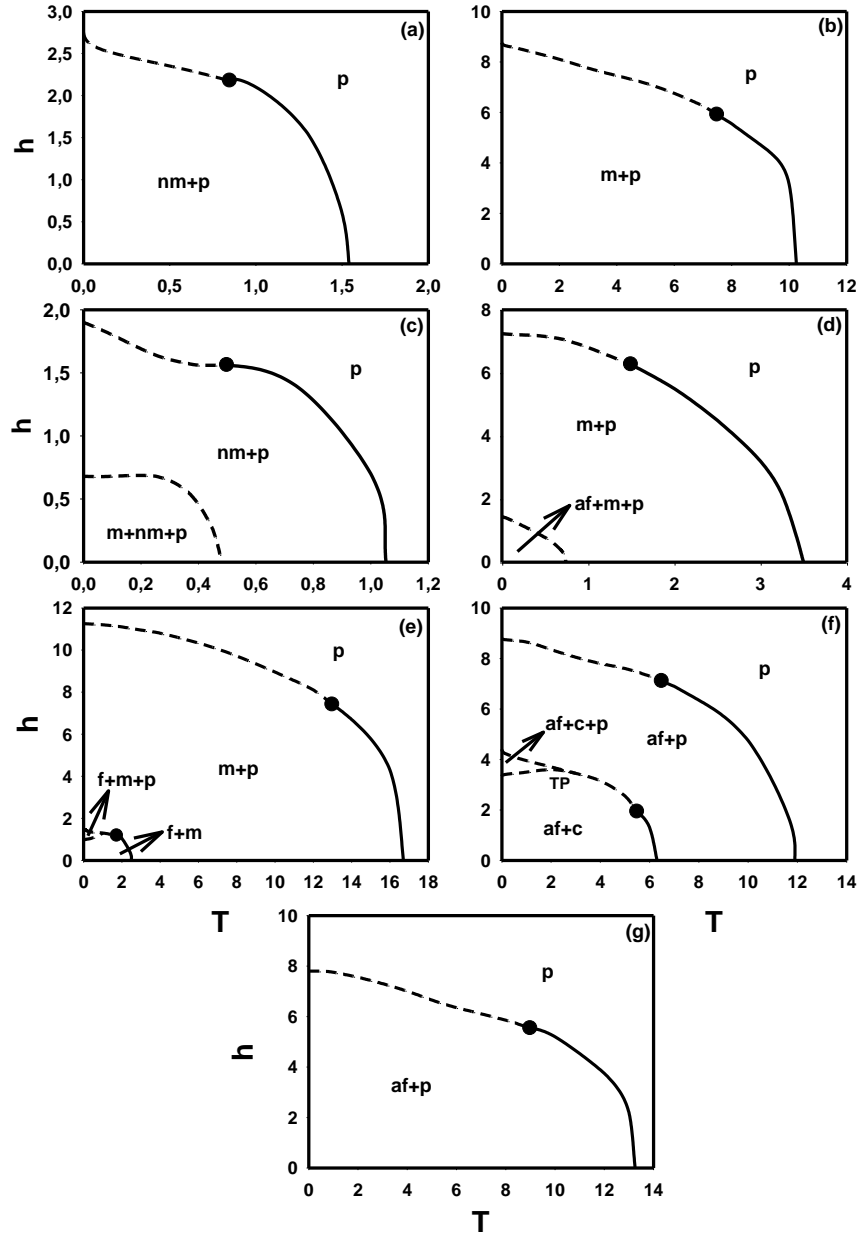 3,0
2,5
2,0
1,5
1,0
0,5
0,0
h
(a)
p
nm+p
0,0 0,5 1,0 1,5 2,0
10
8
6
4
2
0
(b)
p
m+p
0 2 4 6 8 10 12
2,0
1,5
1,0
0,5
0,0
h
(c)
p
nm+p
m+nm+p
0,0 0,2 0,4 0,6 0,8 1,0 1,2
8
6
4
2
0
(d)
p
m+p
af+m+p
0 1 2 3 4
12
10
8
6
4
2
0
h
(e)
p
m+p
f+m+p
f+m
0 2 4 6 8 10 12 14 16 18
T
10
8
6
4
2
0
(f)
p
af+c+p
af+p
TP
af+c
0 2 4 6 8 10 12 14
T
10
8
6
4
2
0
h
(g)
p
af+p
0 2 4 6 8 10 12 14
T